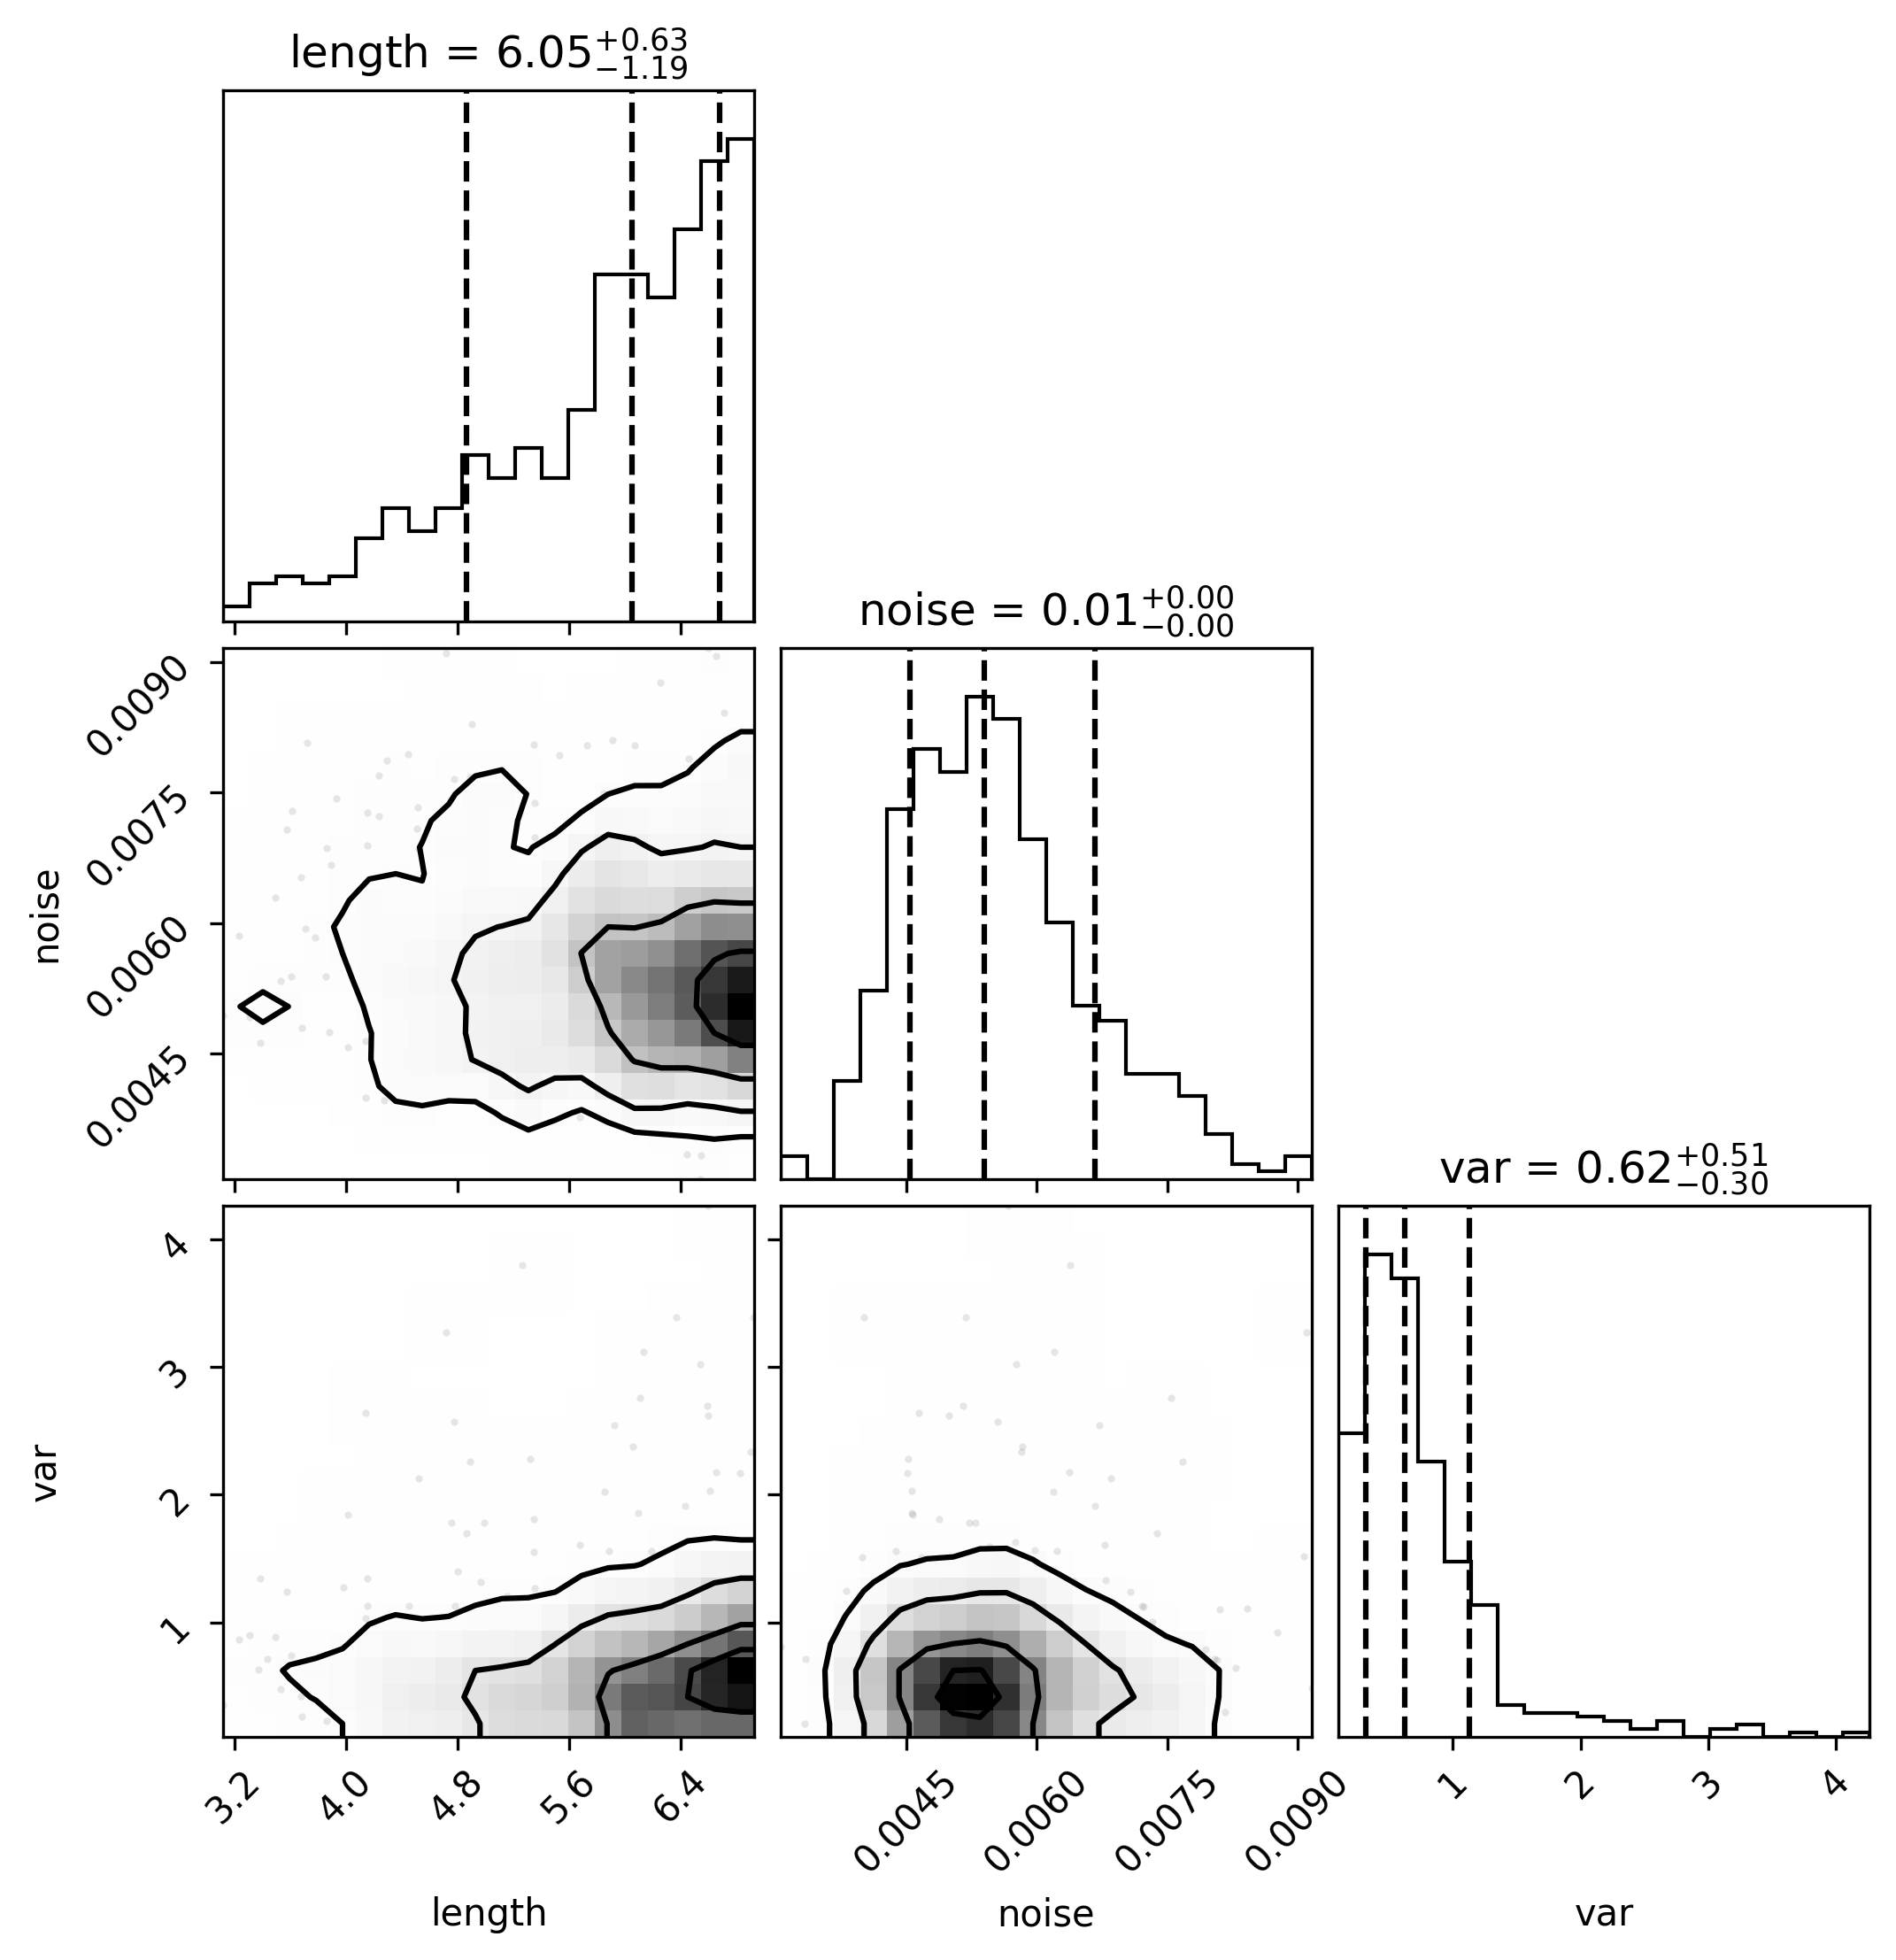 length = 6.05 +0.63 −1.19
noise = 0.01 +0.00 −0.00
0.0090
0.0075
0.0060
0.0045
noise
var = 0.62 +0.51 −0.30
4
3
2
1
var
3.2 4.0 4.8 5.6 6.4
0.0045 0.0060 0.0075 0.0090
1 2 3 4
length noise var